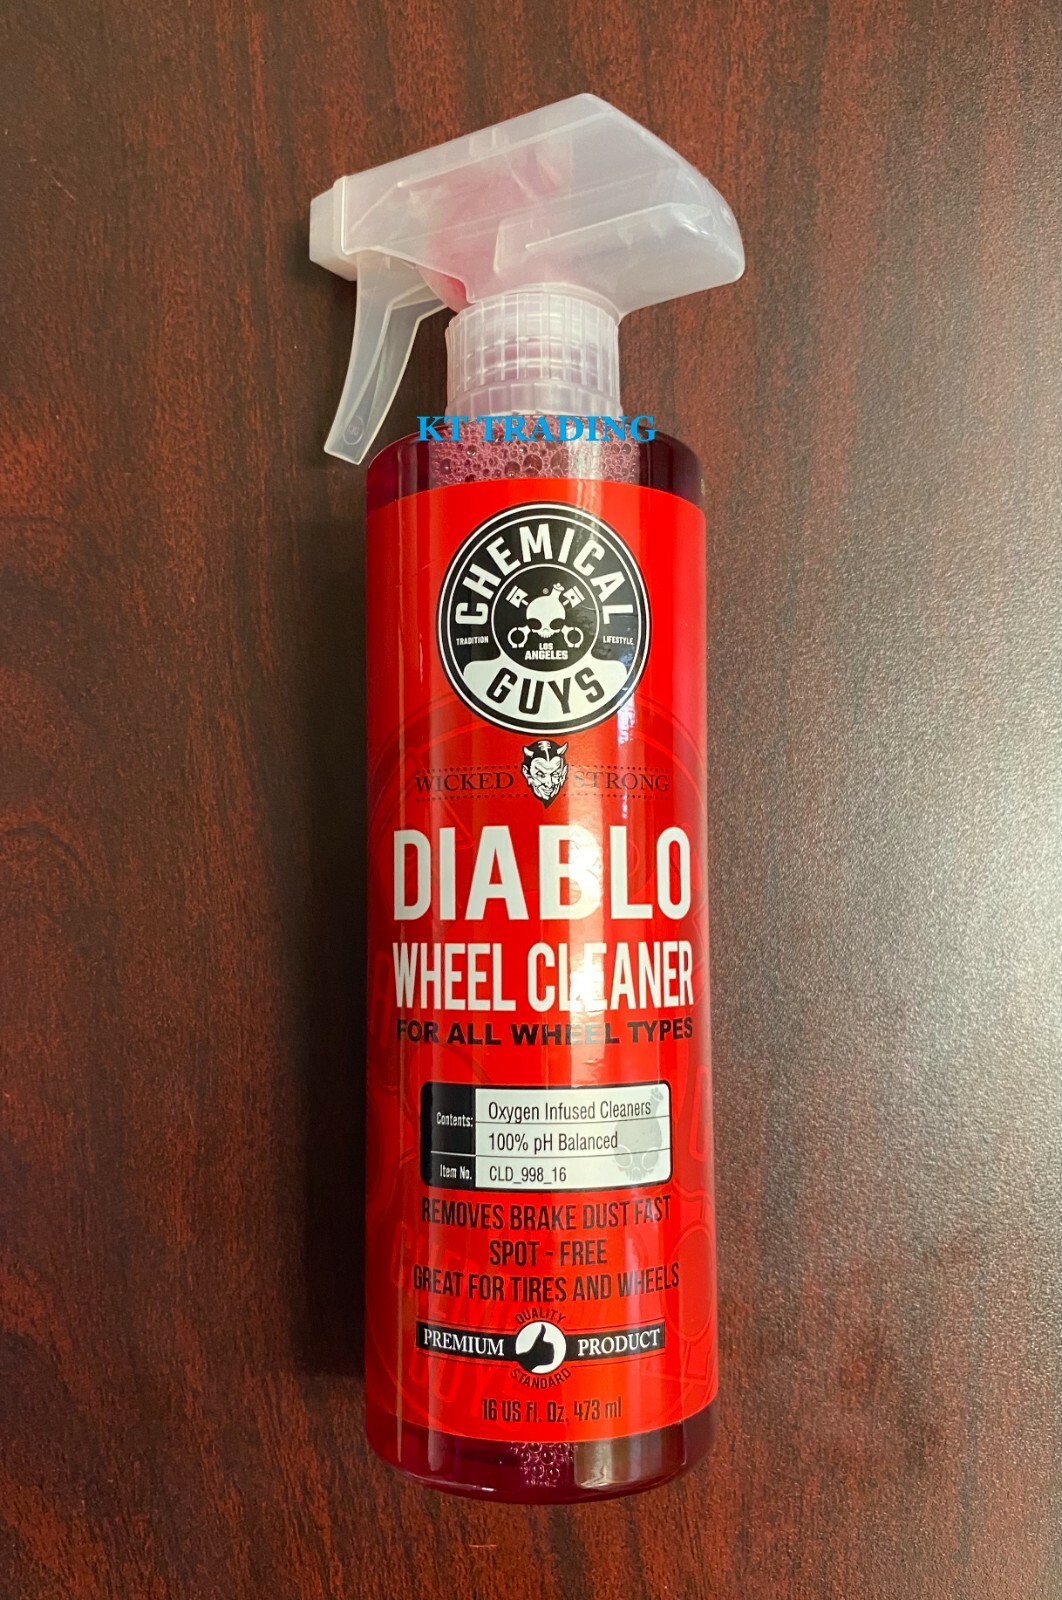 KT TRADING
CHEMICAL
TRADITION
LIFESTYLE
LOS
ANGELES
GUYS
WICKED STRONG
DIABLO
WHEEL CLEANER
FOR ALL WHEEL TYPES
Contents: Oxygen Infused Cleaners
100% pH Balanced
Item No. CLD_998_16
REMOVES BRAKE DUST FAST
SPOT - FREE
GREAT FOR TIRES AND WHEELS
QUALITY
PREMIUM PRODUCT
STANDARD
16 US fl. Oz. 473 ml